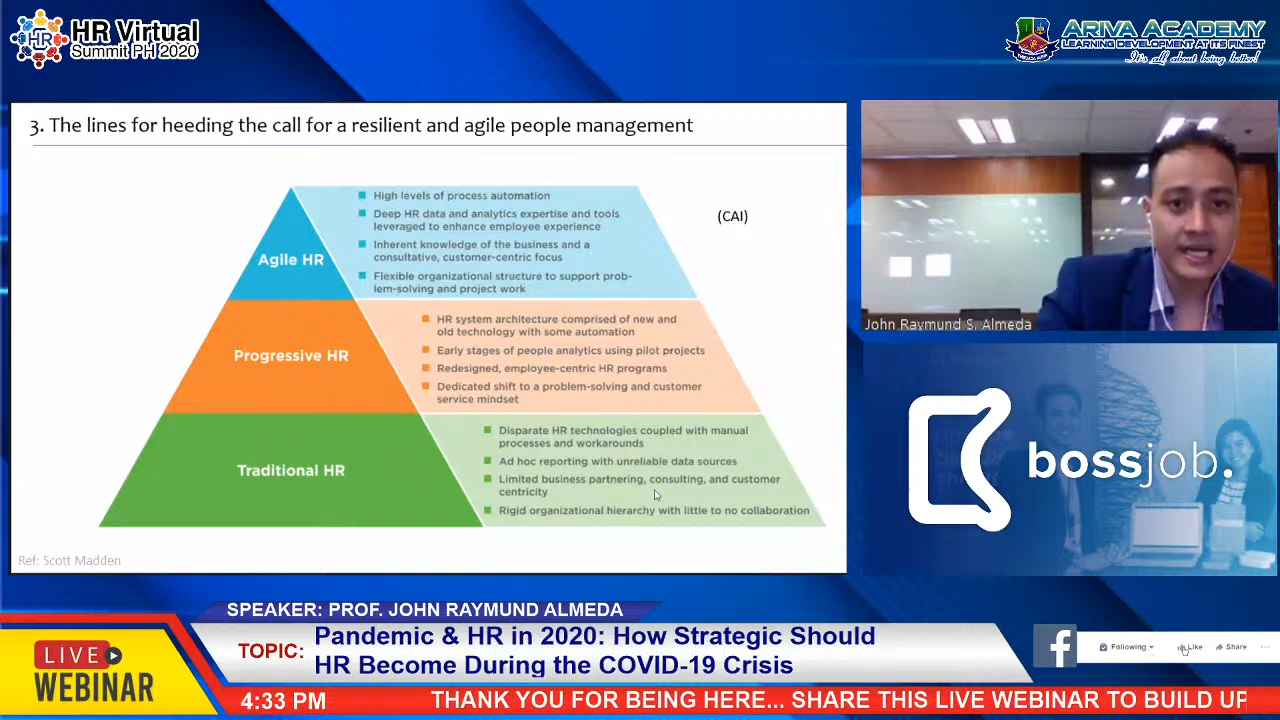 HR Virtual
Summit PH 2020
HR
ARIVA ACADEMY
LEARNING DEVELOPMENT AT ITS FINEST
It's all about being better!
3. The lines for heeding the call for a resilient and agile people management
(CAI)
Agile HR
High levels of process automation
Deep HR data and analytics expertise and tools
leveraged to enhance employee experience
Inherent knowledge of the business and a
consultative, customer-centric focus
Flexible organizational structure to support prob-
lem-solving and project work
Progressive HR
HR system architecture comprised of new and
old technology with some automation
Early stages of people analytics using pilot projects
Redesigned, employee-centric HR programs
Dedicated shift to a problem-solving and customer
service mindset
Traditional HR
Disparate HR technologies coupled with manual
processes and workarounds
Ad hoc reporting with unreliable data sources
Limited business partnering, consulting, and customer
centricity
Rigid organizational hierarchy with little to no collaboration
Ref: Scott Madden
John Raymund S. Almeda
bossjob.
SPEAKER: PROF. JOHN RAYMUND ALMEDA
TOPIC:
Pandemic & HR in 2020: How Strategic Should
HR Become During the COVID-19 Crisis
LIVE
WEBINAR
Following
Like
Share
4:33 PM
THANK YOU FOR BEING HERE... SHARE THIS LIVE WEBINAR TO BUILD UP